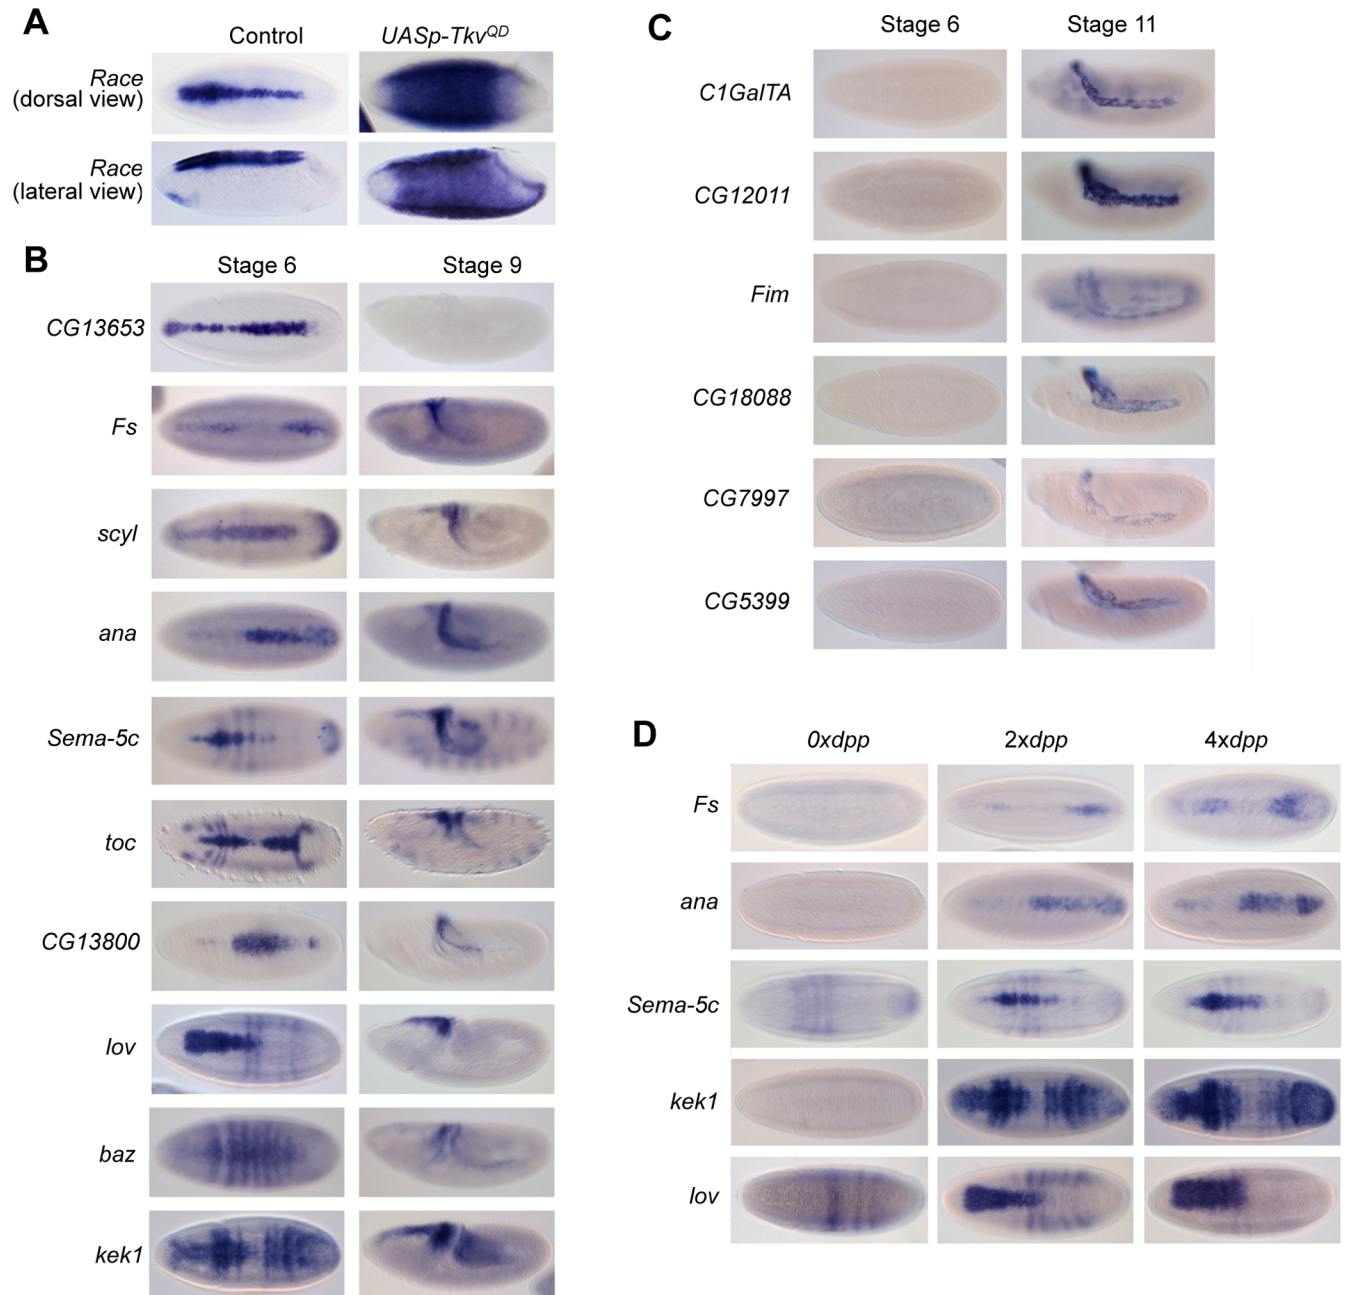 A
Control UASp-TkvQD
Race
(dorsal view)
Race
(lateral view)
B
Stage 6 Stage 9
CG13653
Fs
scyl
ana
Sema-5c
toc
CG13800
lov
baz
kek1
C
Stage 6 Stage 11
C1GalTA
CG12011
Fim
CG18088
CG7997
CG5399
D
0xdpp 2xdpp 4xdpp
Fs
ana
Sema-5c
kek1
lov